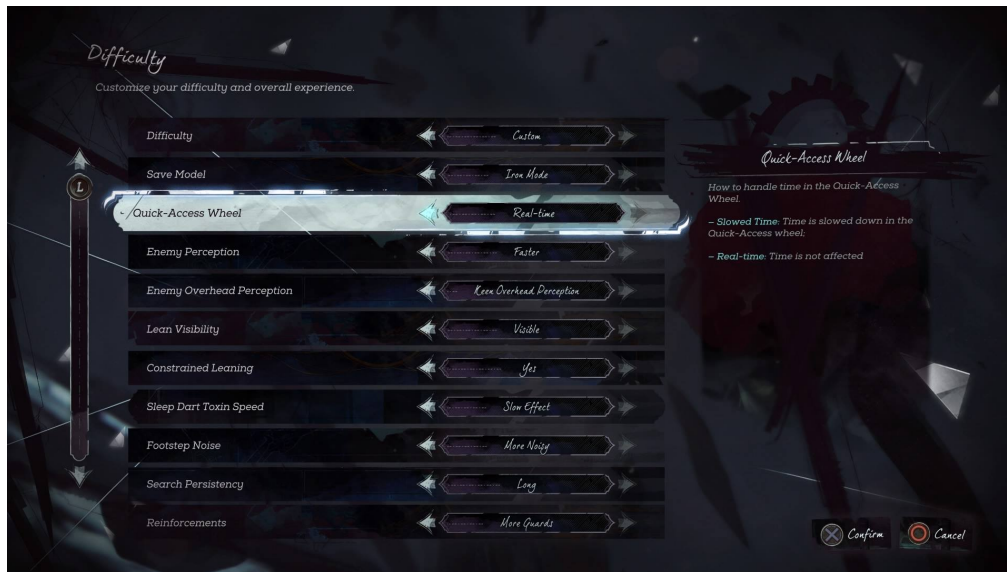 Difficulty
Customize your difficulty and overall experience.
Difficulty
Custom
Save Model
Iron Mode
Quick-Access Wheel
Real-time
Enemy Perception
Faster
Enemy Overhead Perception
Keen Overhead Perception
Lean Visibility
Visible
Constrained Leaning
Yes
Sleep Dart Toxin Speed
Slow Effect
Footstep Noise
More Noisy
Search Persistency
Long
Reinforcements
More Guards
L
Quick-Access Wheel
How to handle time in the Quick-Access
Wheel.
– Slowed Time: Time is slowed down in the
Quick-Access wheel;
– Real-time: Time is not affected
Confirm
Cancel